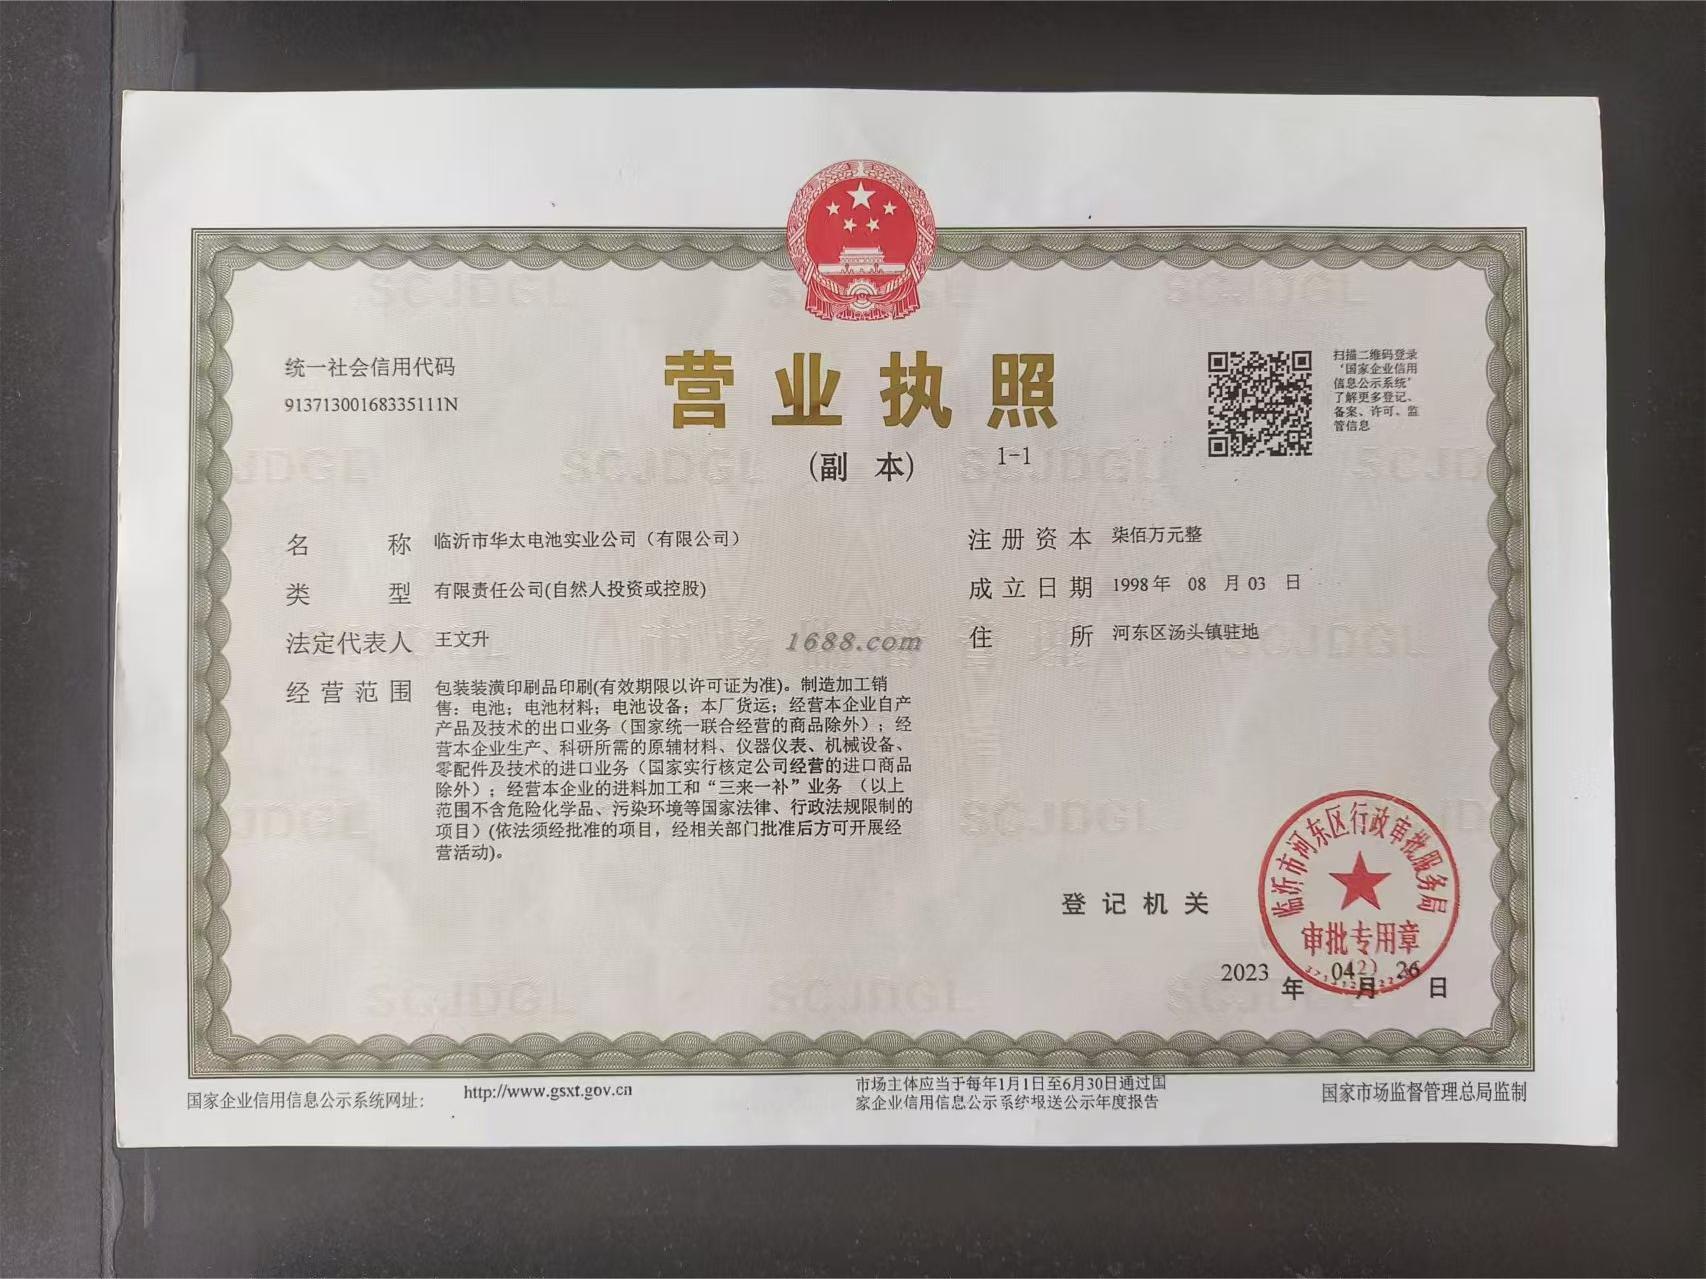 统一社会信用代码
91371300168335111N
营业执照
(副 本)
1-1
扫描二维码登录
‘国家企业信用
信息公示系统’
了解更多登记、
备案、许可、监
管信息
名 称 临沂市华太电池实业公司（有限公司）
类 型 有限责任公司(自然人投资或控股)
法定代表人 王文升
经营范围 包装装潢印刷品印刷(有效期限以许可证为准)。制造加工销
售：电池；电池材料；电池设备；本厂货运；经营本企业自产
产品及技术的出口业务（国家统一联合经营的商品除外）；经
营本企业生产、科研所需的原辅材料、仪器仪表、机械设备、
零配件及技术的进口业务（国家实行核定公司经营的进口商品
除外）；经营本企业的进料加工和“三来一补”业务 （以上
范围不含危险化学品、污染环境等国家法律、行政法规限制的
项目）(依法须经批准的项目，经相关部门批准后方可开展经
营活动)。
注册资本 柒佰万元整
成立日期 1998年 08 月03 日
住 所 河东区汤头镇驻地
1688.com
登记机关
临沂市河东区行政审批服务局
审批专用章
(2)
2023 年 04月 26 日
国家企业信用信息公示系统网址：
http://www.gsxt.gov.cn
市场主体应当于每年1月1日至6月30日通过国
家企业信用信息公示系统报送公示年度报告
国家市场监督管理总局监制
SCJDGL